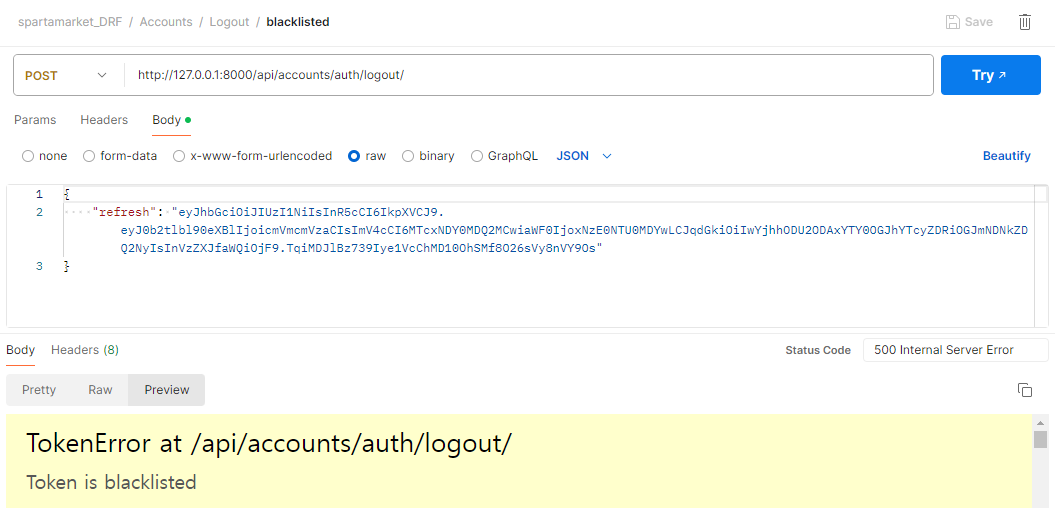 spartamarket_DRF / Accounts / Logout / blacklisted
Save
POST
http://127.0.0.1:8000/api/accounts/auth/logout/
Try
Params Headers Body
none form-data x-www-form-urlencoded raw binary GraphQL JSON Beautify
1 {
2 "refresh": "eyJhbGciOiJIUzI1NiIsInR5cCI6IkpXVCJ9.
eyJ0b2tlbl90eXBlIjoicmVmcmVzaCIsImV4cCI6MTcxNDY0MDQ2MCwiaWF0IjoxNzE0NTU0MDYwLCJqdGkiOiIwYjhhODU2ODAxYTY0OGJhYTcyZDRiOGJmNDNkZD
Q2NyIsInVzZXJfaWQiOjF9.TqiMDJlBz739Iye1VcChMD10OhSMf8O26sVy8nVY9Os"
3 }
Body Headers (8)
Status Code 500 Internal Server Error
Pretty Raw Preview
TokenError at /api/accounts/auth/logout/
Token is blacklisted